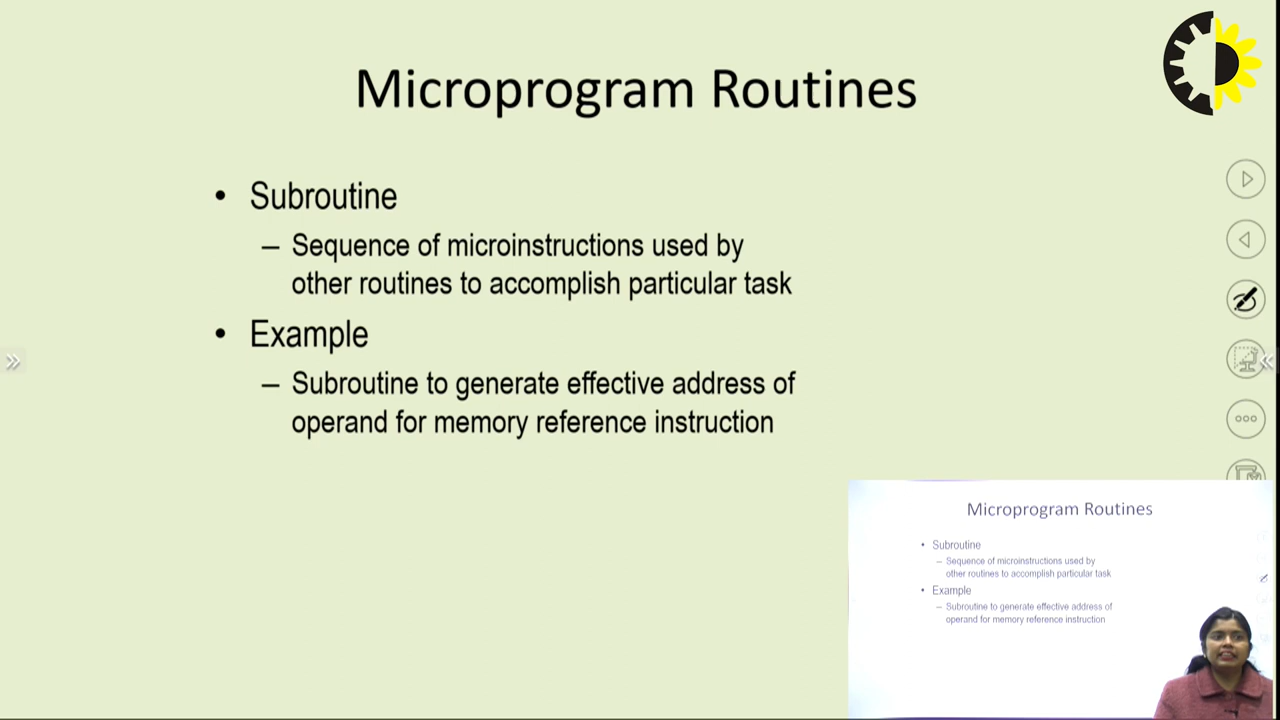 Microprogram Routines
• Subroutine
– Sequence of microinstructions used by
other routines to accomplish particular task
• Example
– Subroutine to generate effective address of
operand for memory reference instruction
Microprogram Routines
• Subroutine
– Sequence of microinstructions used by
other routines to accomplish particular task
• Example
– Subroutine to generate effective address of
operand for memory reference instruction